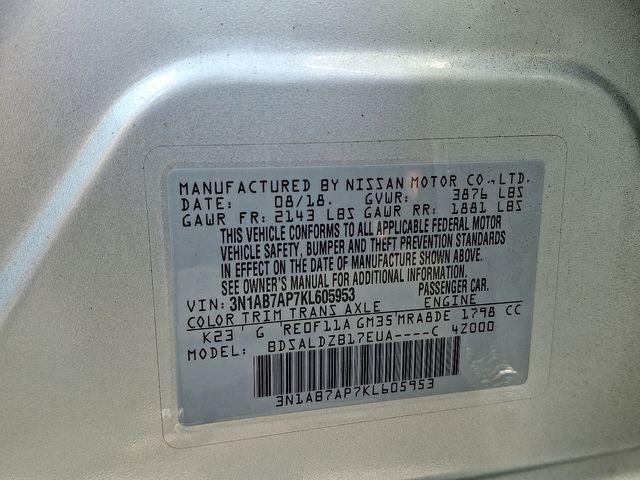 MANUFACTURED BY NISSAN MOTOR CO.,LTD.
DATE: 08/18. GVWR: 3876 LBS
GAWR FR: 2143 LBS GAWR RR: 1881 LBS
THIS VEHICLE CONFORMS TO ALL APPLICABLE FEDERAL MOTOR
VEHICLE SAFETY, BUMPER AND THEFT PREVENTION STANDARDS
IN EFFECT ON THE DATE OF MANUFACTURE SHOWN ABOVE.
SEE OWNER'S MANUAL FOR ADDITIONAL INFORMATION.
VIN: 3N1AB7AP7KL605953 PASSENGER CAR.
COLOR TRIM TRANS AXLE ENGINE
K23 G RE0F11A GM35 MRA8DE 1798 CC
MODEL: BDSALDZB17EUA----C 4Z000
3N1AB7AP7KL605953